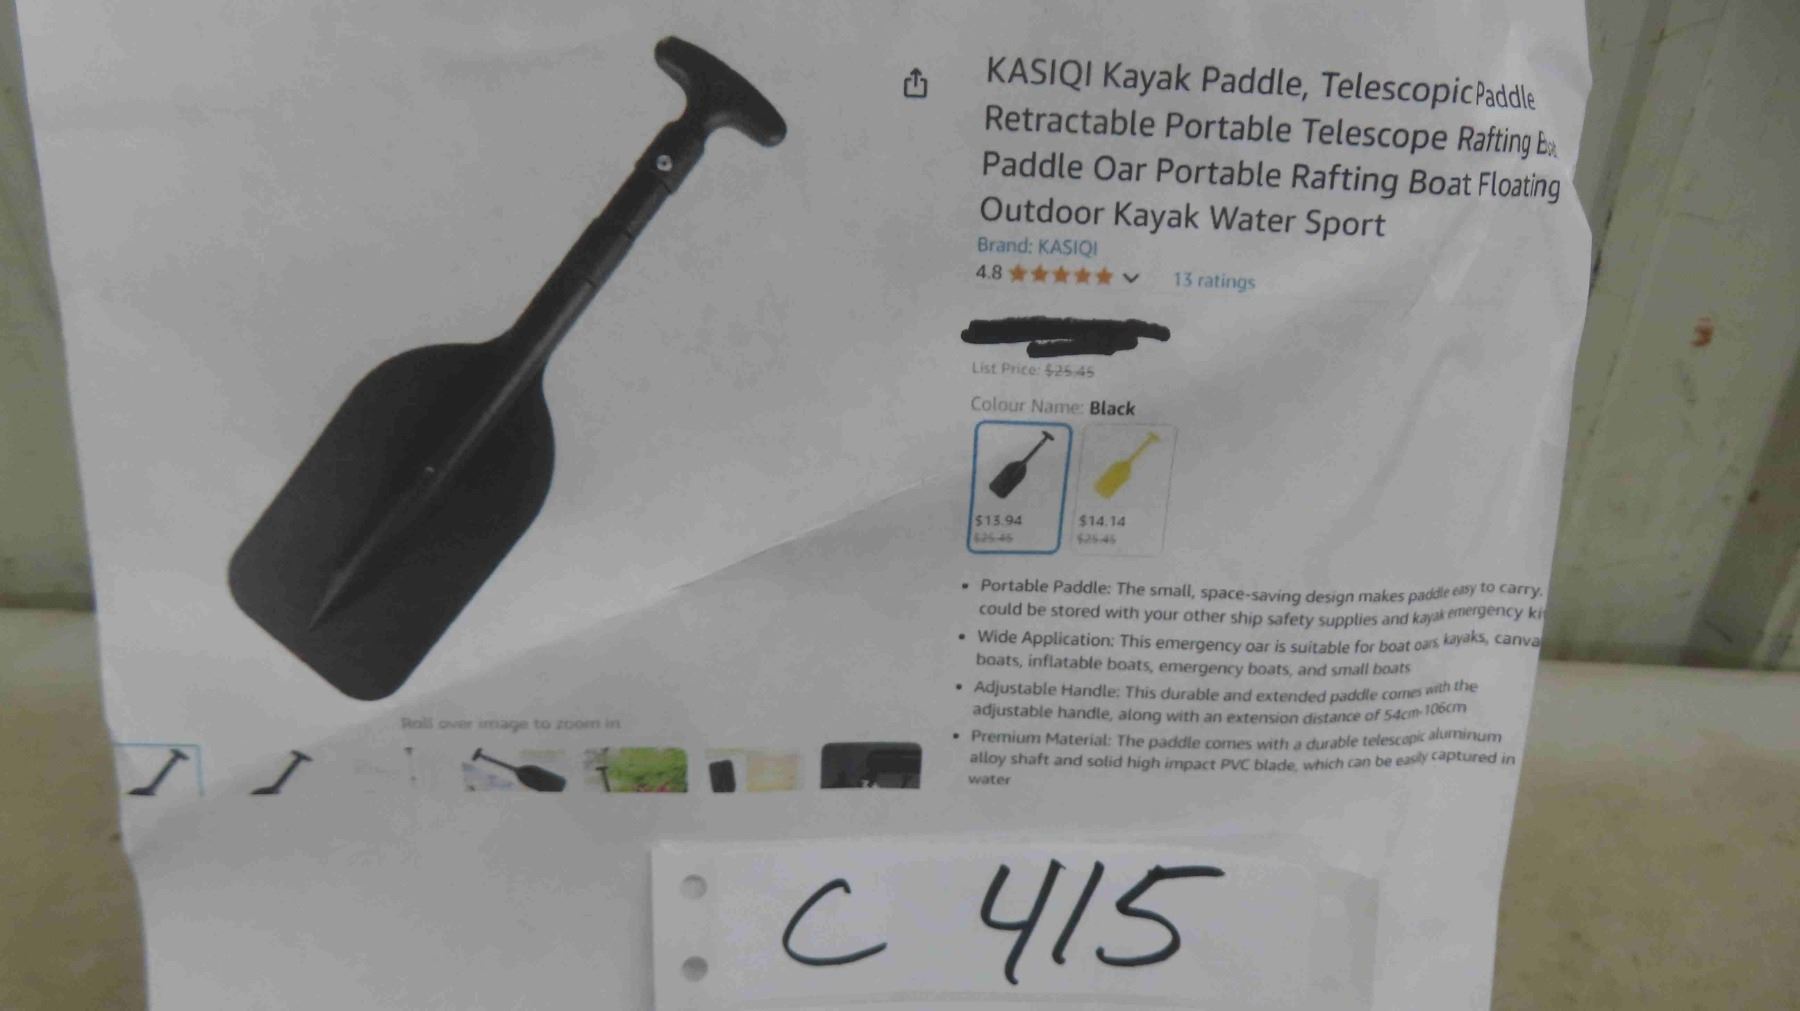 KASIQI Kayak Paddle, Telescopic Paddle
Retractable Portable Telescope Rafting Boat
Paddle Oar Portable Rafting Boat Floating
Outdoor Kayak Water Sport
Brand: KASIQI
4.8 13 ratings
List Price: $25.45
Colour Name: Black
$13.94 $14.14
$25.45 $25.45
• Portable Paddle: The small, space-saving design makes paddle easy to carry.
could be stored with your other ship safety supplies and kayak emergency ki
• Wide Application: This emergency oar is suitable for boat oars, kayaks, canva
boats, inflatable boats, emergency boats, and small boats
• Adjustable Handle: This durable and extended paddle comes with the
adjustable handle, along with an extension distance of 54cm-106cm
• Premium Material: The paddle comes with a durable telescopic aluminum
alloy shaft and solid high impact PVC blade, which can be easily captured in
water
Roll over image to zoom in
C 415